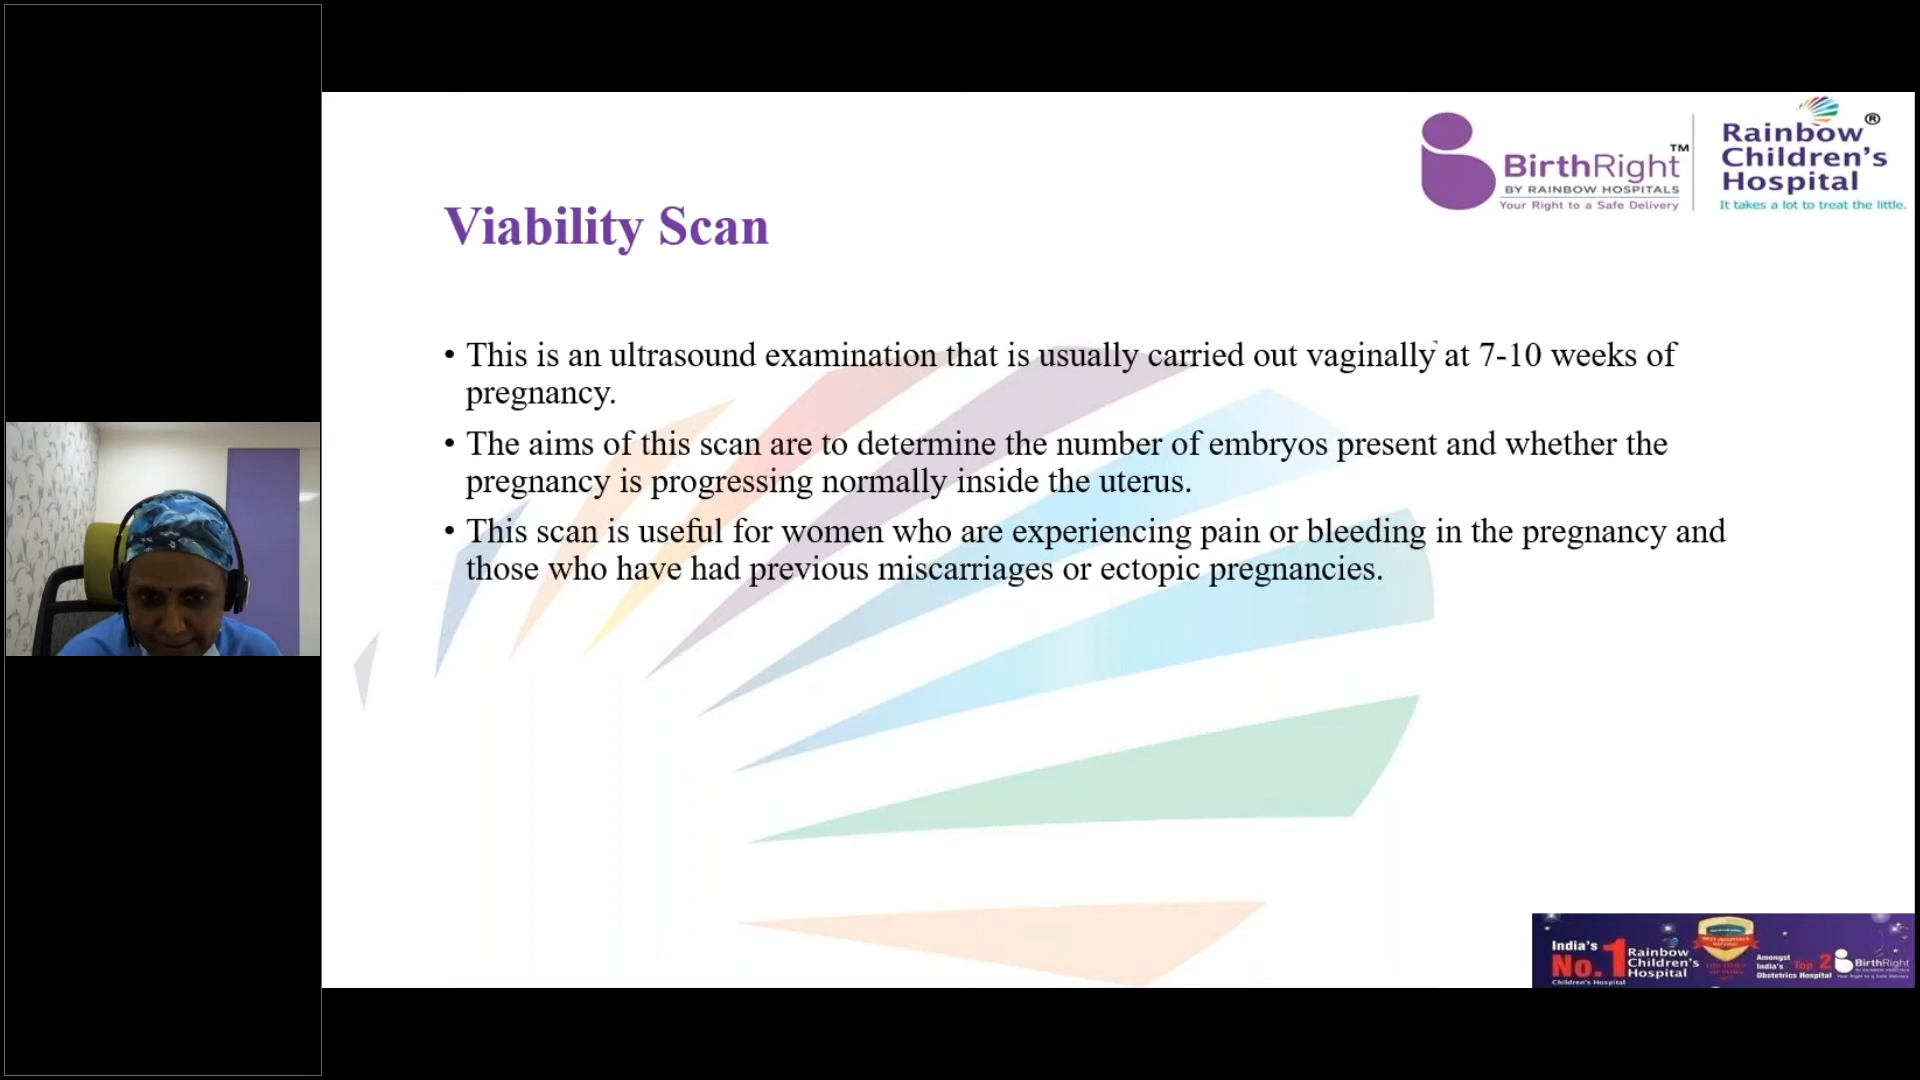 BirthRight™
BY RAINBOW HOSPITALS
Your Right to a Safe Delivery
Rainbow®
Children's
Hospital
It takes a lot to treat the little.
Viability Scan
• This is an ultrasound examination that is usually carried out vaginally at 7-10 weeks of
pregnancy.
• The aims of this scan are to determine the number of embryos present and whether the
pregnancy is progressing normally inside the uterus.
• This scan is useful for women who are experiencing pain or bleeding in the pregnancy and
those who have had previous miscarriages or ectopic pregnancies.
India's
No. 1
Children's Hospital
Rainbow
Children's
Hospital
Amongst
India's Top 2
Obstetrics Hospital
BirthRight